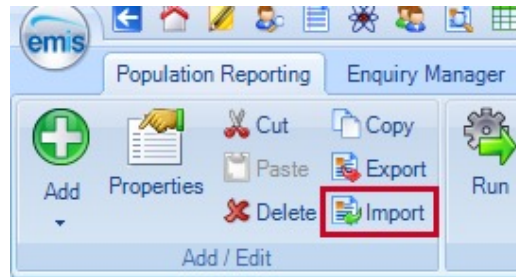 emis
Population Reporting Enquiry Manager
Cut Copy
Paste Export
Add Properties Run
Delete Import
Add / Edit